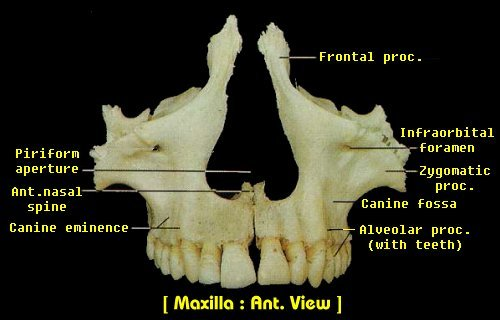 Frontal proc.
Infraorbital
foramen
Piriform
aperture
Zygomatic
proc.
Ant.nasal
spine
Canine fossa
Canine eminence
Alveolar proc.
(with teeth)
[ Maxilla : Ant. View ]